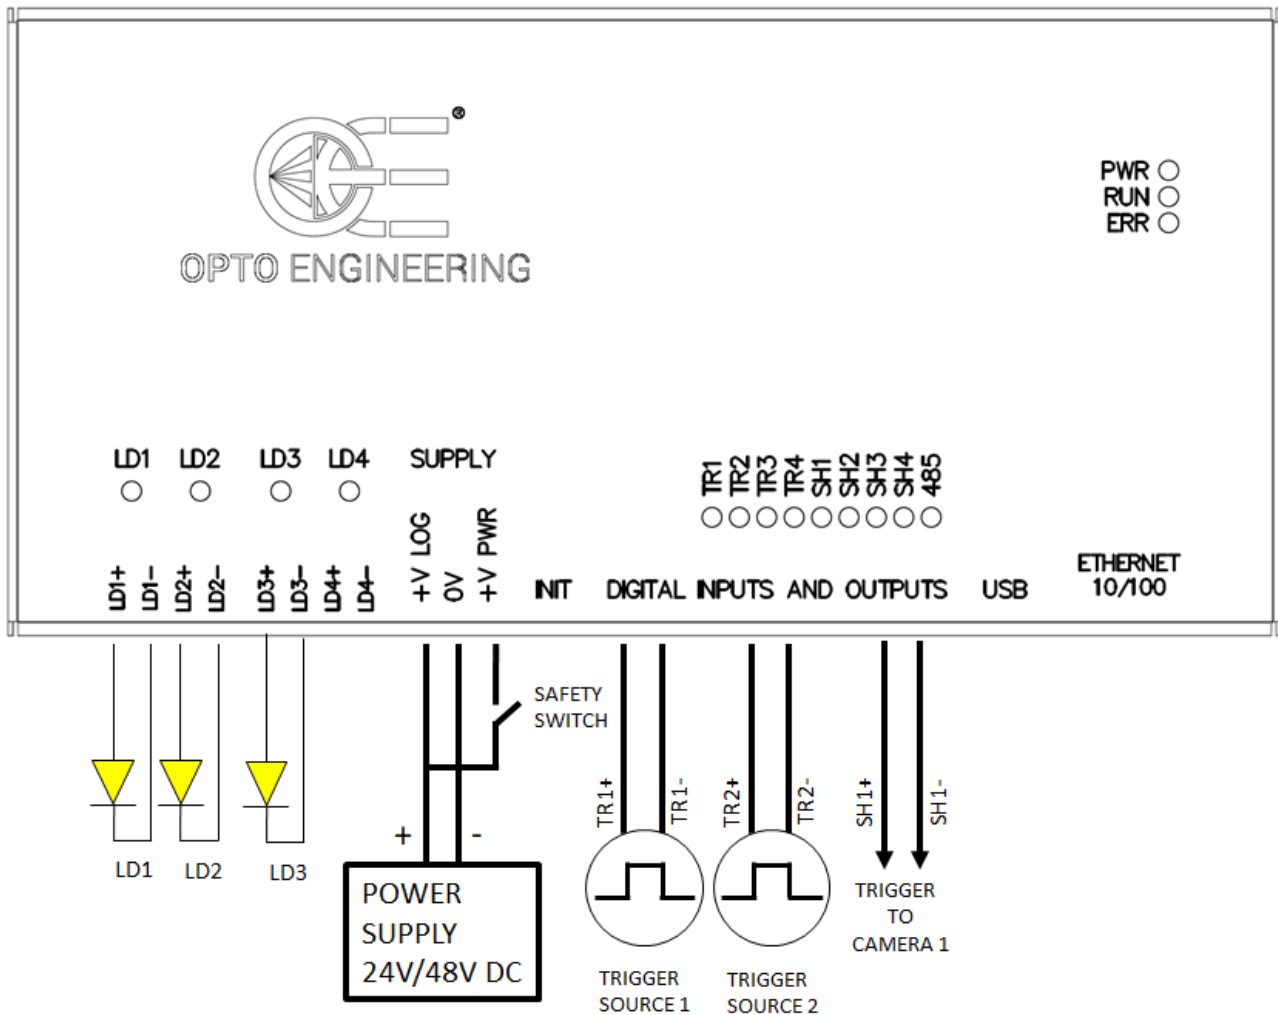 ®
OPTO ENGINEERING
PWR
RUN
ERR
LD1 LD2 LD3 LD4 SUPPLY
TR1 TR2 TR3 TR4 SH1 SH2 SH3 SH4 485
LD1+ LD1- LD2+ LD2- LD3+ LD3- LD4+ LD4-
+V LOG 0V +V PWR
INIT DIGITAL INPUTS AND OUTPUTS USB
ETHERNET
10/100
SAFETY
SWITCH
TR1+ TR1- TR2+ TR2- SH1+ SH1-
+ -
LD1 LD2 LD3
POWER
SUPPLY
24V/48V DC
TRIGGER
SOURCE 1
TRIGGER
SOURCE 2
TRIGGER
TO
CAMERA 1